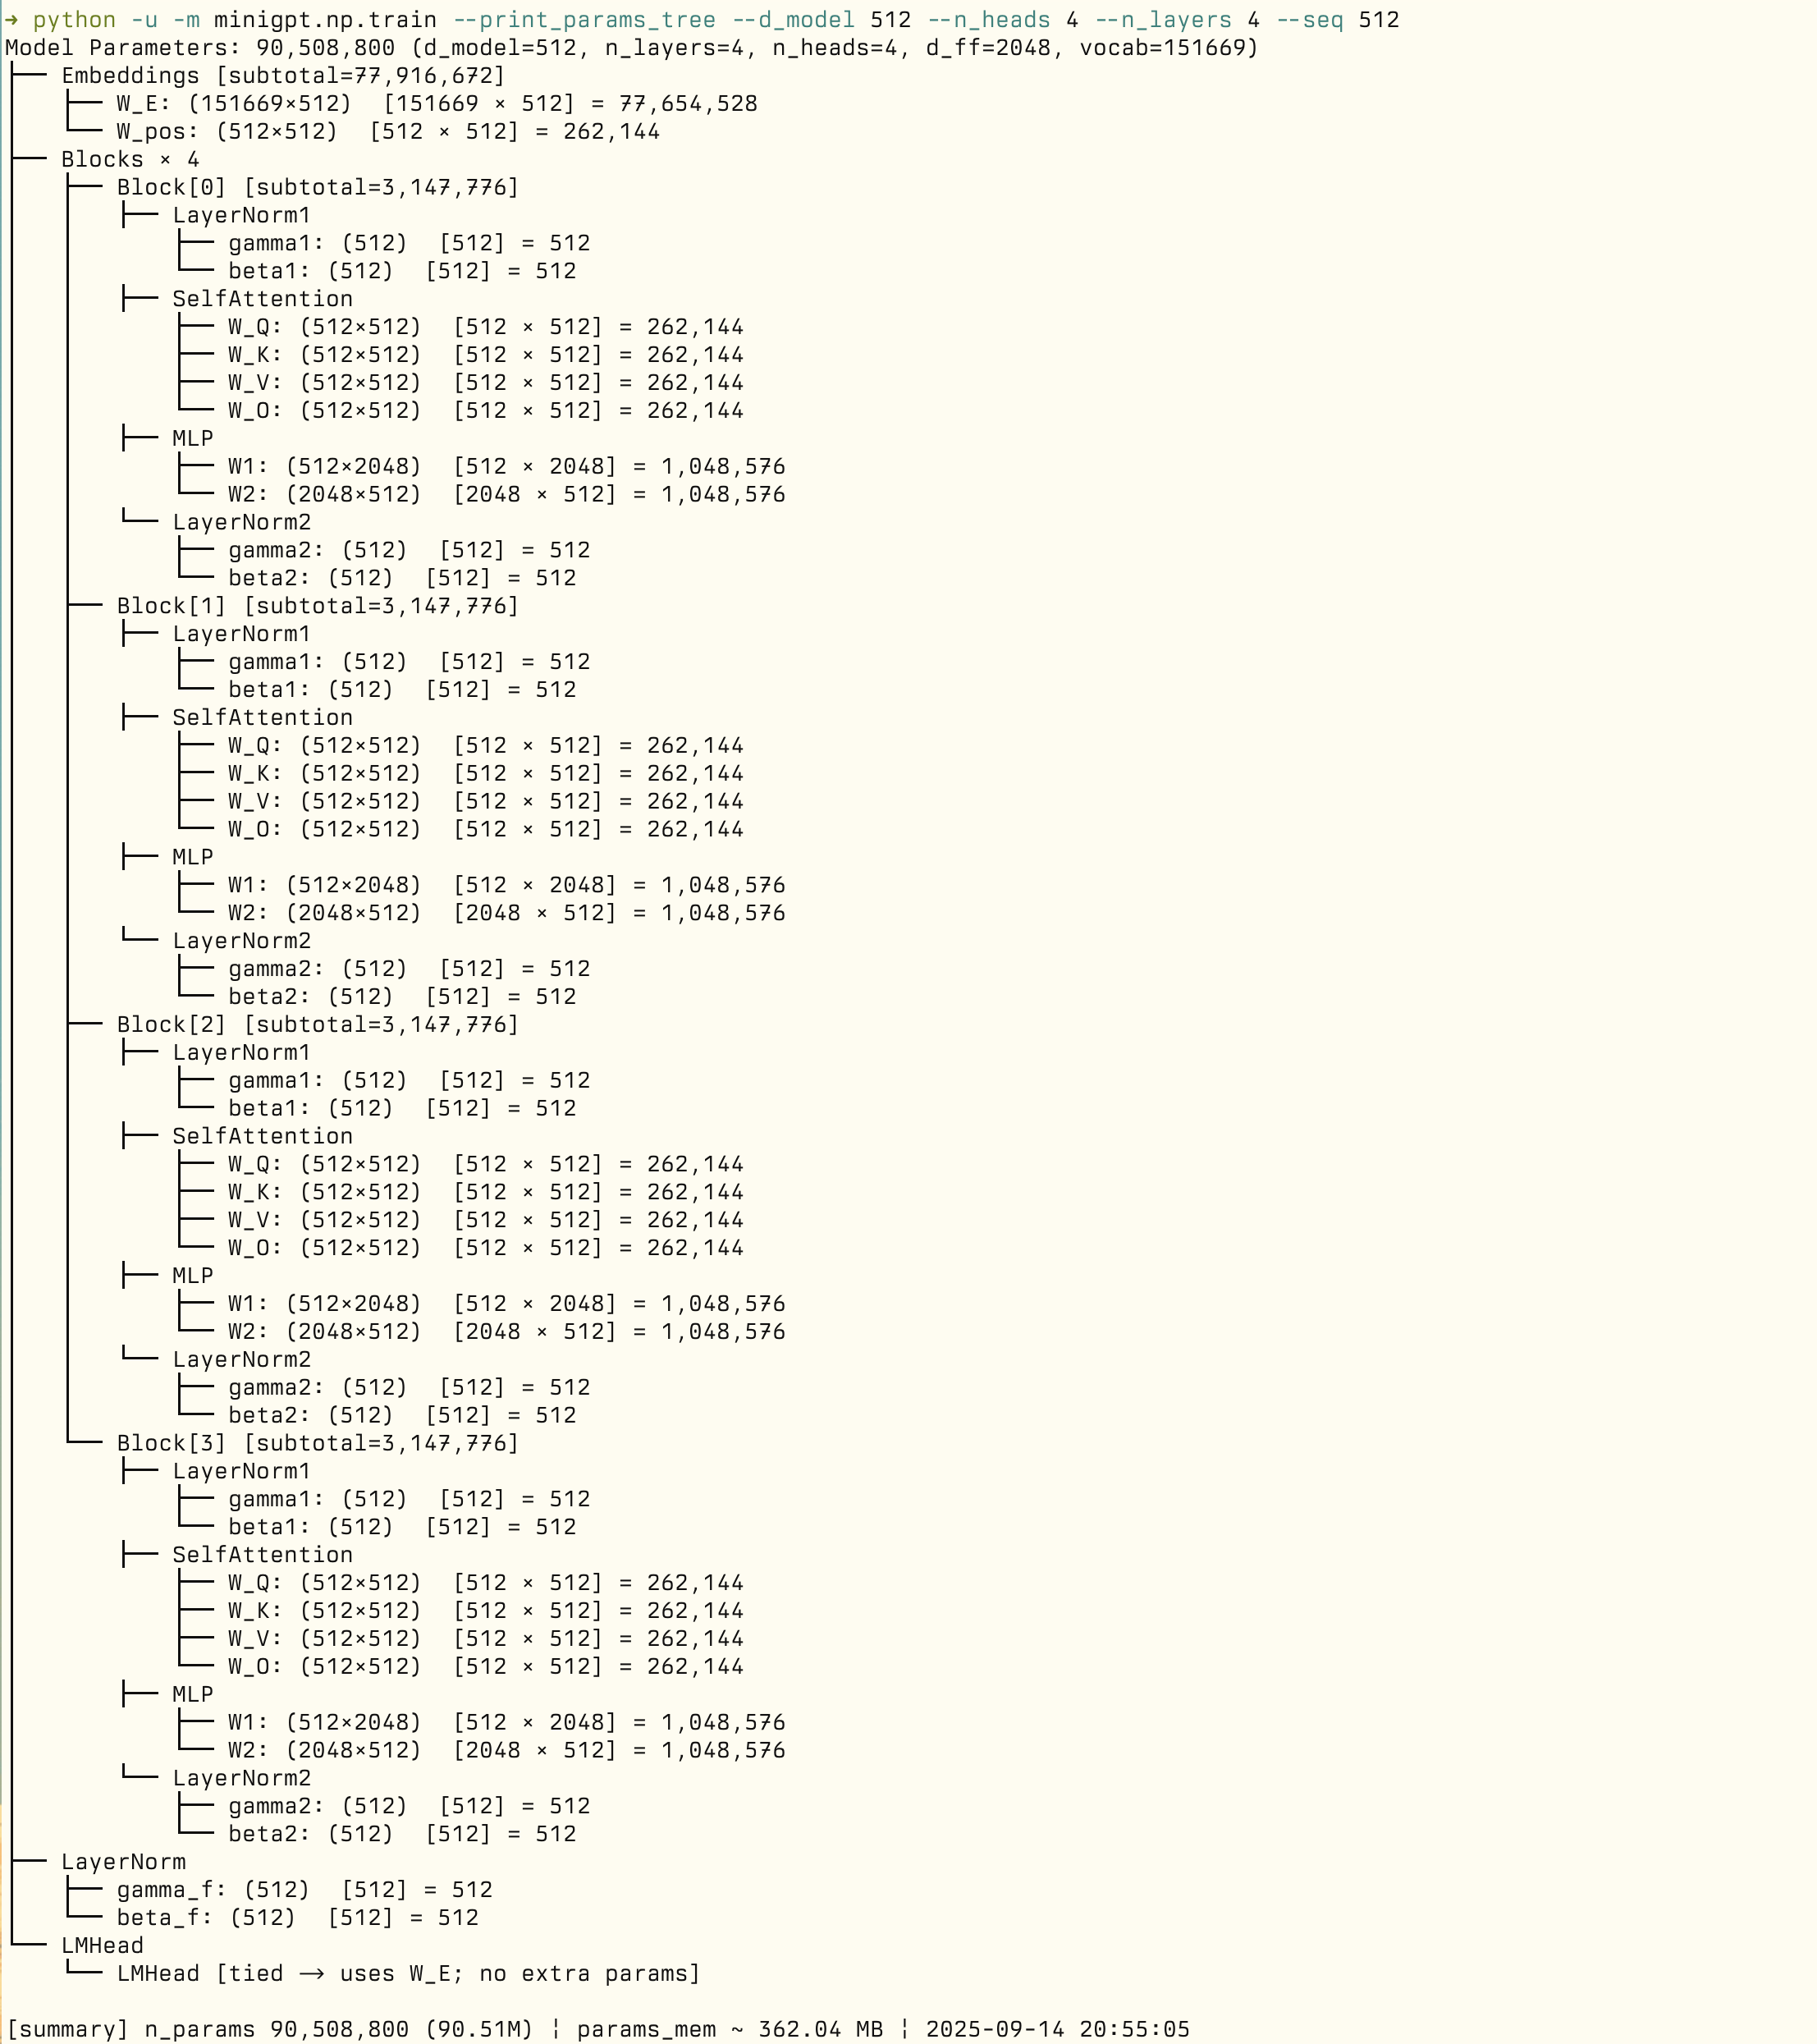 ➜ python -u -m minigpt.np.train --print_params_tree --d_model 512 --n_heads 4 --n_layers 4 --seq 512
Model Parameters: 90,508,800 (d_model=512, n_layers=4, n_heads=4, d_ff=2048, vocab=151669)
├── Embeddings [subtotal=77,916,672]
│   ├── W_E: (151669×512)  [151669 × 512] = 77,654,528
│   └── W_pos: (512×512)  [512 × 512] = 262,144
├── Blocks × 4
│   ├── Block[0] [subtotal=3,147,776]
│   │   ├── LayerNorm1
│   │       ├── gamma1: (512)  [512] = 512
│   │       └── beta1: (512)  [512] = 512
│   │   ├── SelfAttention
│   │       ├── W_Q: (512×512)  [512 × 512] = 262,144
│   │       ├── W_K: (512×512)  [512 × 512] = 262,144
│   │       ├── W_V: (512×512)  [512 × 512] = 262,144
│   │       └── W_O: (512×512)  [512 × 512] = 262,144
│   │   ├── MLP
│   │       ├── W1: (512×2048)  [512 × 2048] = 1,048,576
│   │       └── W2: (2048×512)  [2048 × 512] = 1,048,576
│   │   └── LayerNorm2
│   │       ├── gamma2: (512)  [512] = 512
│   │       └── beta2: (512)  [512] = 512
│   ├── Block[1] [subtotal=3,147,776]
│   │   ├── LayerNorm1
│   │       ├── gamma1: (512)  [512] = 512
│   │       └── beta1: (512)  [512] = 512
│   │   ├── SelfAttention
│   │       ├── W_Q: (512×512)  [512 × 512] = 262,144
│   │       ├── W_K: (512×512)  [512 × 512] = 262,144
│   │       ├── W_V: (512×512)  [512 × 512] = 262,144
│   │       └── W_O: (512×512)  [512 × 512] = 262,144
│   │   ├── MLP
│   │       ├── W1: (512×2048)  [512 × 2048] = 1,048,576
│   │       └── W2: (2048×512)  [2048 × 512] = 1,048,576
│   │   └── LayerNorm2
│   │       ├── gamma2: (512)  [512] = 512
│   │       └── beta2: (512)  [512] = 512
│   ├── Block[2] [subtotal=3,147,776]
│   │   ├── LayerNorm1
│   │       ├── gamma1: (512)  [512] = 512
│   │       └── beta1: (512)  [512] = 512
│   │   ├── SelfAttention
│   │       ├── W_Q: (512×512)  [512 × 512] = 262,144
│   │       ├── W_K: (512×512)  [512 × 512] = 262,144
│   │       ├── W_V: (512×512)  [512 × 512] = 262,144
│   │       └── W_O: (512×512)  [512 × 512] = 262,144
│   │   ├── MLP
│   │       ├── W1: (512×2048)  [512 × 2048] = 1,048,576
│   │       └── W2: (2048×512)  [2048 × 512] = 1,048,576
│   │   └── LayerNorm2
│   │       ├── gamma2: (512)  [512] = 512
│   │       └── beta2: (512)  [512] = 512
│   └── Block[3] [subtotal=3,147,776]
│       ├── LayerNorm1
│           ├── gamma1: (512)  [512] = 512
│           └── beta1: (512)  [512] = 512
│       ├── SelfAttention
│           ├── W_Q: (512×512)  [512 × 512] = 262,144
│           ├── W_K: (512×512)  [512 × 512] = 262,144
│           ├── W_V: (512×512)  [512 × 512] = 262,144
│           └── W_O: (512×512)  [512 × 512] = 262,144
│       ├── MLP
│           ├── W1: (512×2048)  [512 × 2048] = 1,048,576
│           └── W2: (2048×512)  [2048 × 512] = 1,048,576
│       └── LayerNorm2
│           ├── gamma2: (512)  [512] = 512
│           └── beta2: (512)  [512] = 512
├── LayerNorm
│   ├── gamma_f: (512)  [512] = 512
│   └── beta_f: (512)  [512] = 512
└── LMHead
    └── LMHead [tied → uses W_E; no extra params]
[summary] n_params 90,508,800 (90.51M) ¦ params_mem ~ 362.04 MB ¦ 2025-09-14 20:55:05